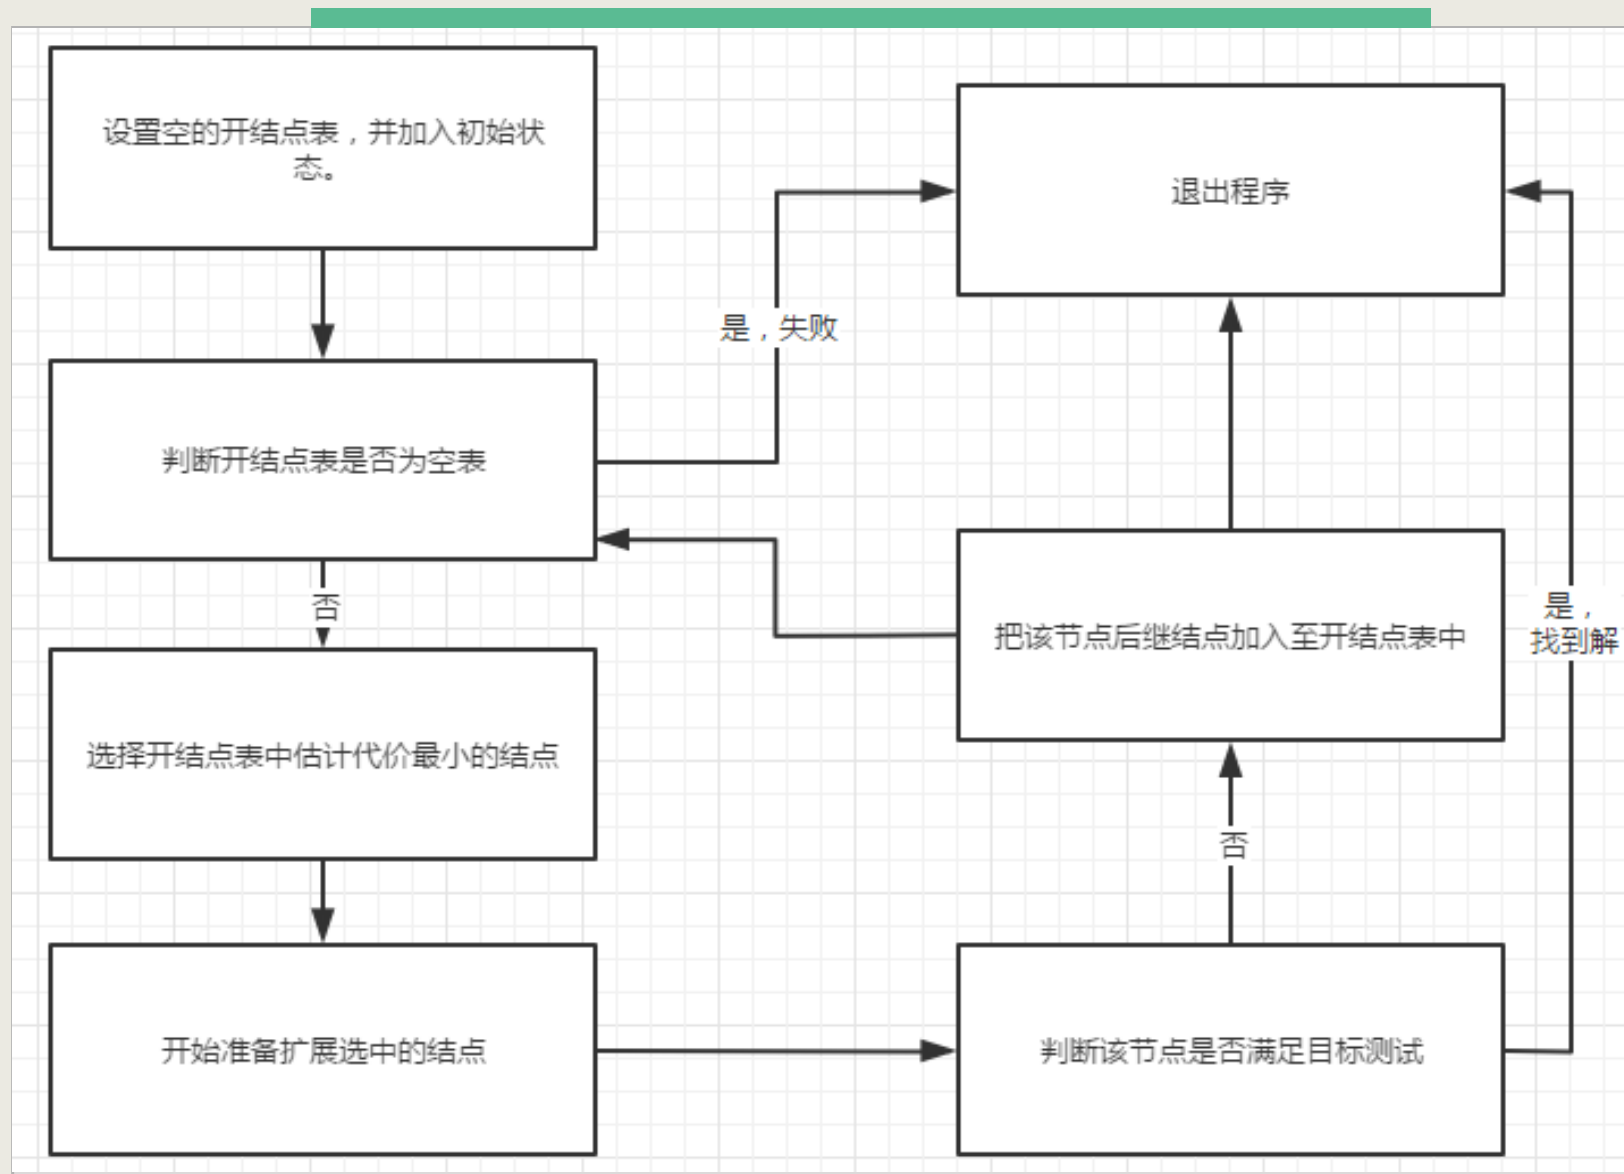 设置空的开结点表，并加入初始状
态。
退出程序
是，失败
判断开结点表是否为空表
否
把该节点后继结点加入至开结点表中
是，
找到解
选择开结点表中估计代价最小的结点
否
开始准备扩展选中的结点
判断该节点是否满足目标测试